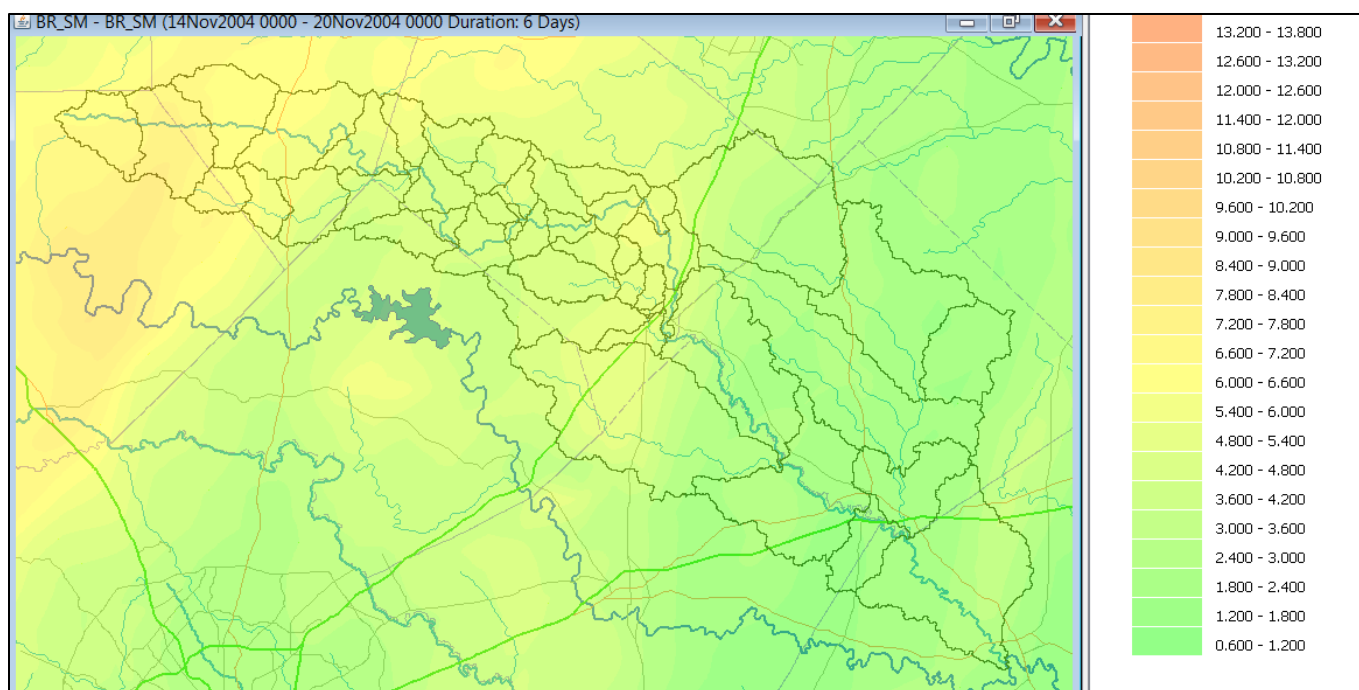 BR_SM - BR_SM (14Nov2004 0000 - 20Nov2004 0000 Duration: 6 Days)
13.200 - 13.800
12.600 - 13.200
12.000 - 12.600
11.400 - 12.000
10.800 - 11.400
10.200 - 10.800
9.600 - 10.200
9.000 - 9.600
8.400 - 9.000
7.800 - 8.400
7.200 - 7.800
6.600 - 7.200
6.000 - 6.600
5.400 - 6.000
4.800 - 5.400
4.200 - 4.800
3.600 - 4.200
3.000 - 3.600
2.400 - 3.000
1.800 - 2.400
1.200 - 1.800
0.600 - 1.200